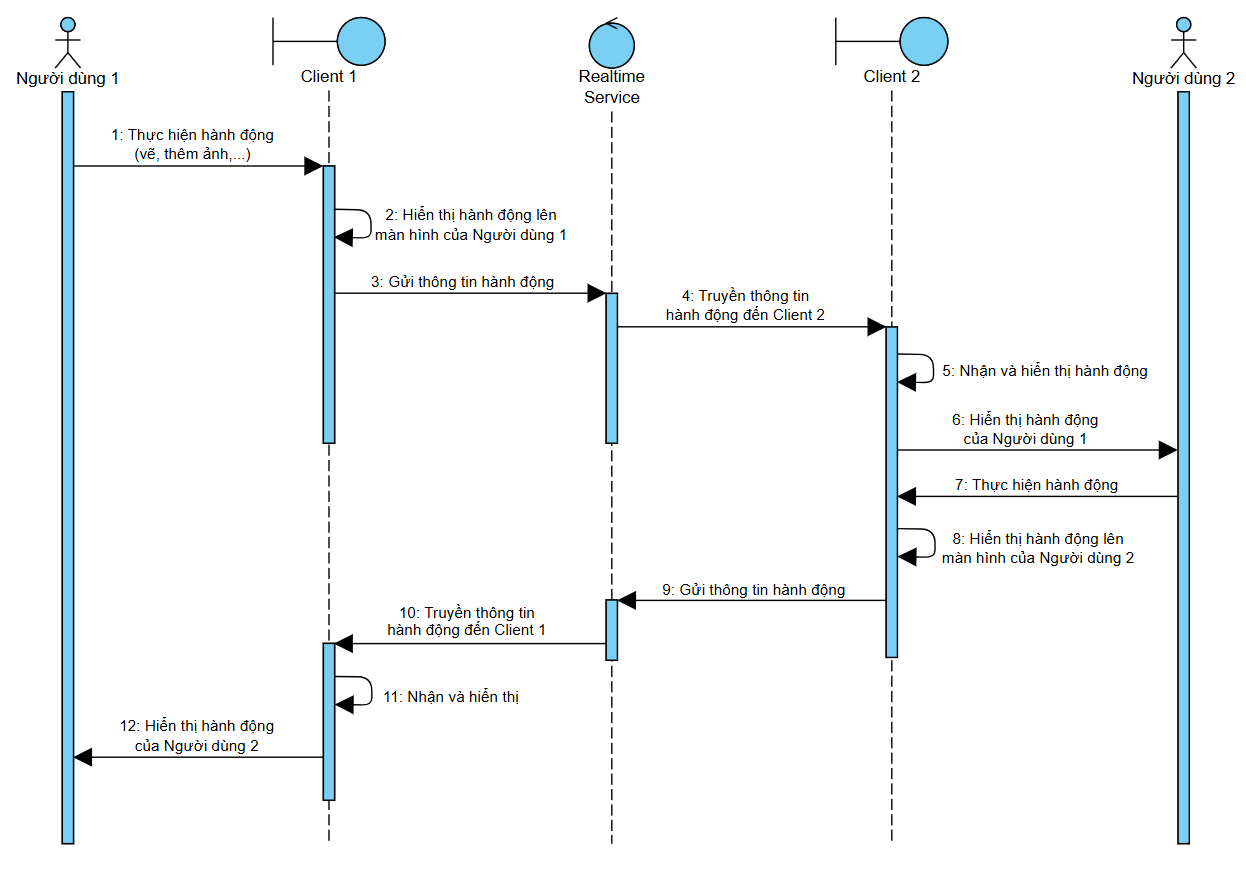 Người dùng 1
Client 1
Realtime
Service
Client 2
Người dùng 2
1: Thực hiện hành động
(vẽ, thêm ảnh,...)
2: Hiển thị hành động lên
màn hình của Người dùng 1
3: Gửi thông tin hành động
4: Truyền thông tin
hành động đến Client 2
5: Nhận và hiển thị hành động
6: Hiển thị hành động
của Người dùng 1
7: Thực hiện hành động
8: Hiển thị hành động lên
màn hình của Người dùng 2
9: Gửi thông tin hành động
10: Truyền thông tin
hành động đến Client 1
11: Nhận và hiển thị
12: Hiển thị hành động
của Người dùng 2